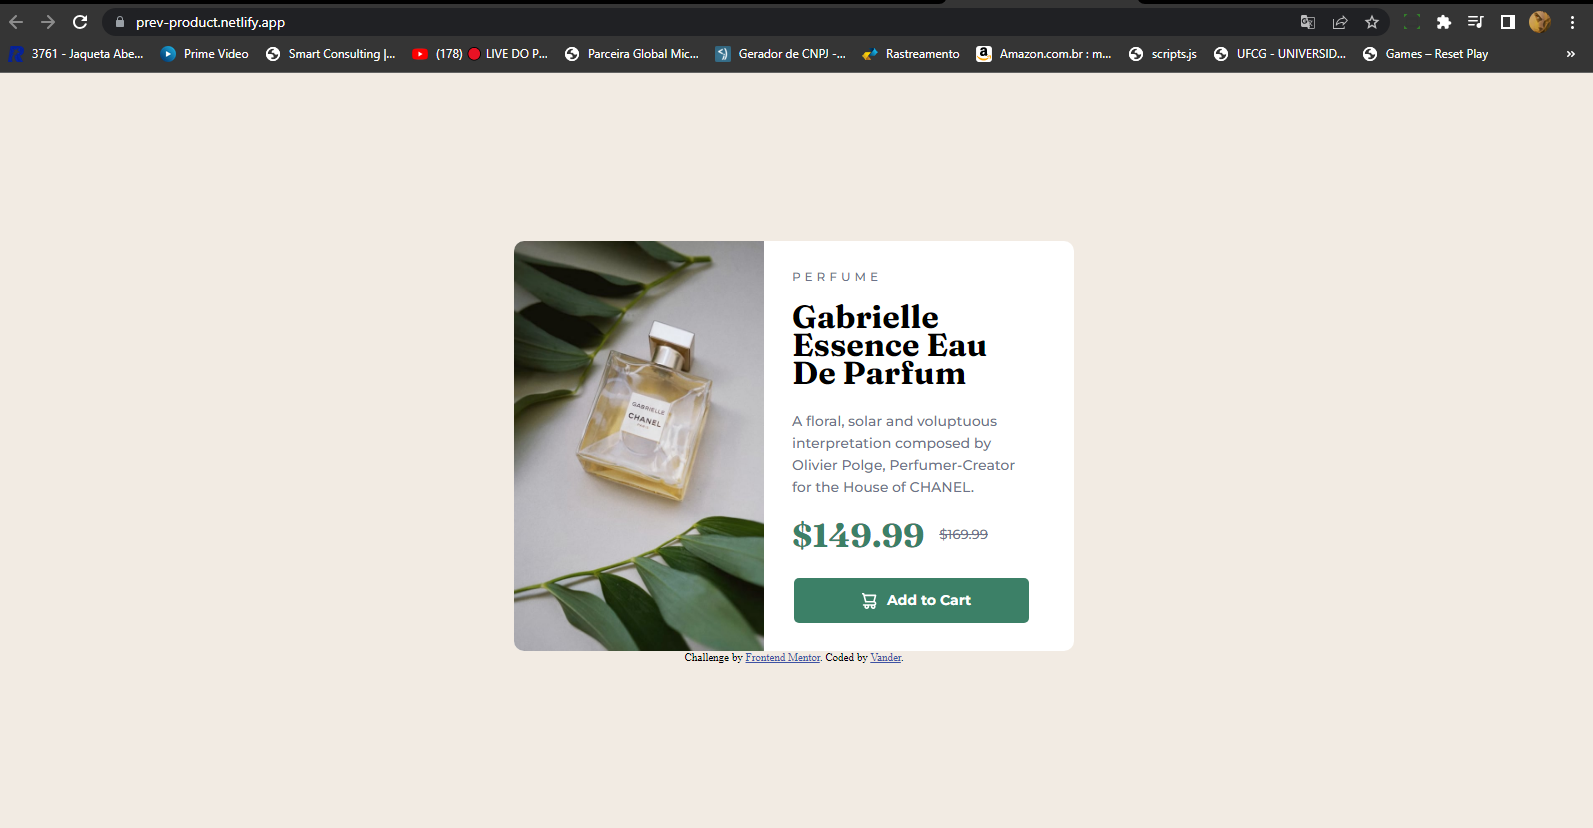 prev-product.netlify.app
3761 - Jaqueta Abe... Prime Video Smart Consulting |... (178) 🔴 LIVE DO P... Parceira Global Mic... Gerador de CNPJ -... Rastreamento Amazon.com.br : m... scripts.js UFCG - UNIVERSID... Games – Reset Play »
GABRIELLE
CHANEL
PARIS
PERFUME
Gabrielle
Essence Eau
De Parfum
A floral, solar and voluptuous
interpretation composed by
Olivier Polge, Perfumer-Creator
for the House of CHANEL.
$149.99 $169.99
Add to Cart
Challenge by Frontend Mentor. Coded by Vander.